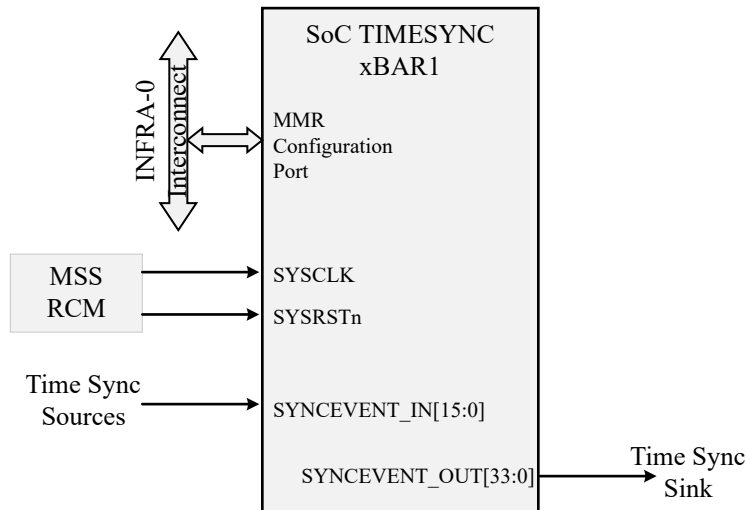 SoC TIMESYNC
xBAR1
INFRA-0
Interconnect
MMR
Configuration
Port
MSS
RCM
SYSCLK
SYSRSTn
Time Sync
Sources
SYNCEVENT_IN[15:0]
SYNCEVENT_OUT[33:0]
Time Sync
Sink